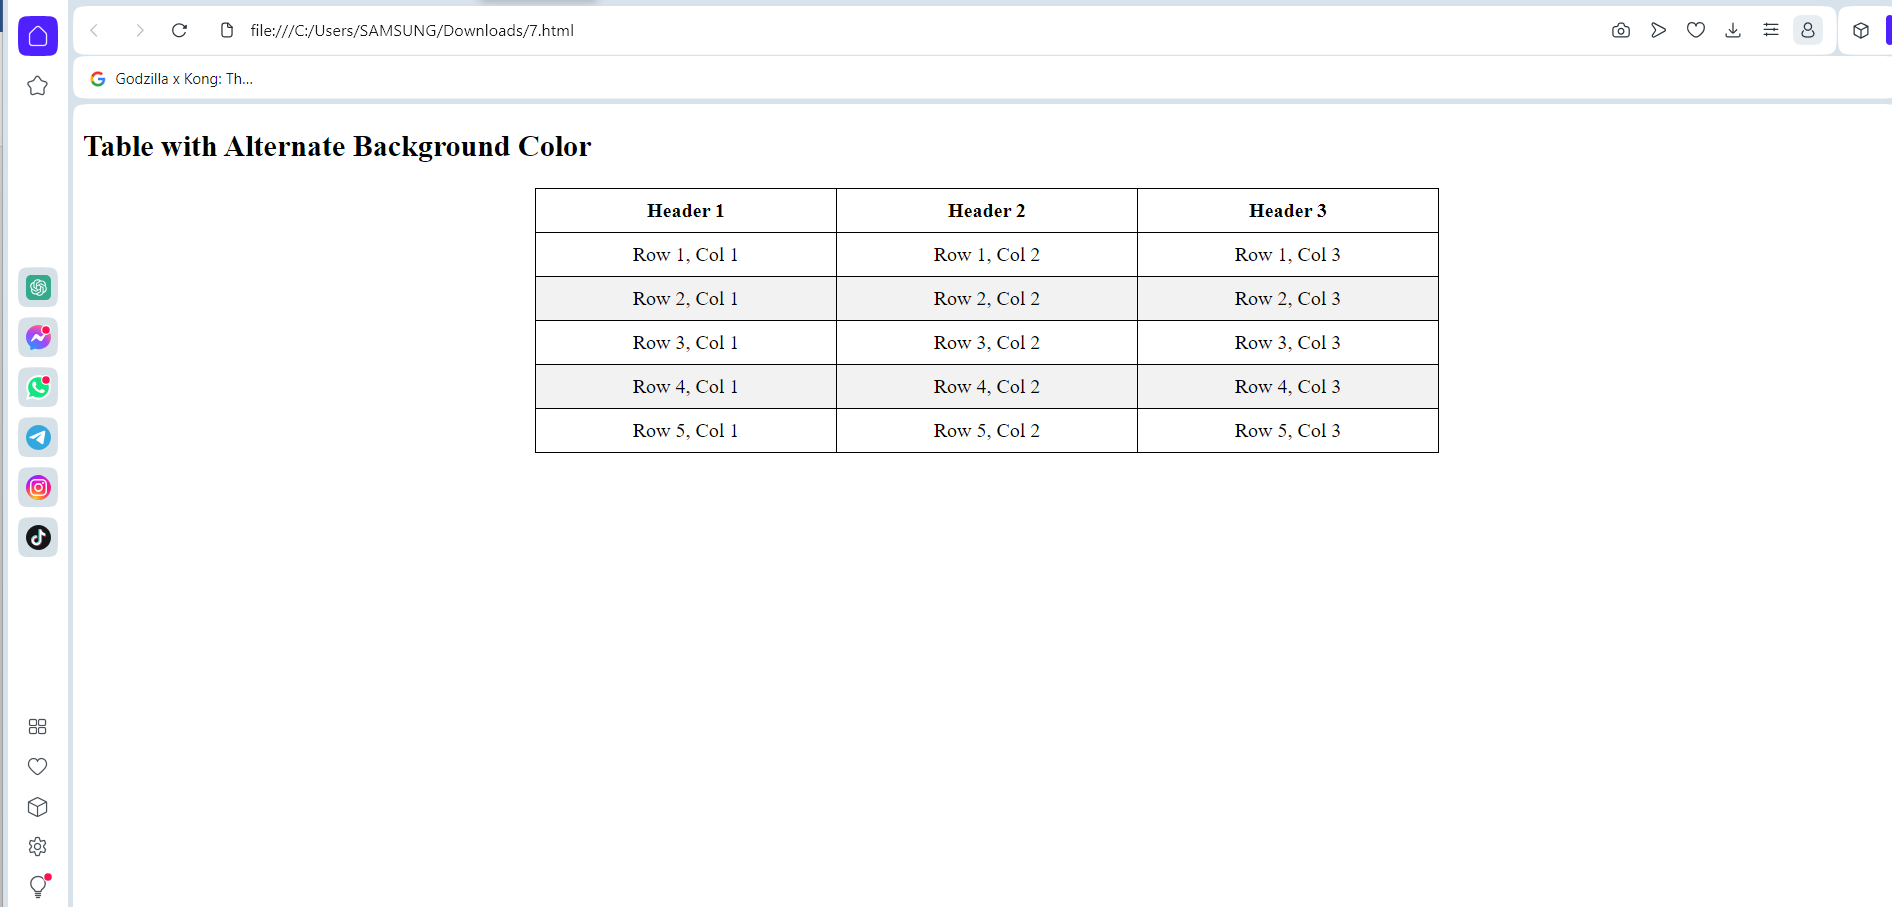 file:///C:/Users/SAMSUNG/Downloads/7.html
Godzilla x Kong: Th...
Table with Alternate Background Color
Header 1 Header 2 Header 3
Row 1, Col 1 Row 1, Col 2 Row 1, Col 3
Row 2, Col 1 Row 2, Col 2 Row 2, Col 3
Row 3, Col 1 Row 3, Col 2 Row 3, Col 3
Row 4, Col 1 Row 4, Col 2 Row 4, Col 3
Row 5, Col 1 Row 5, Col 2 Row 5, Col 3